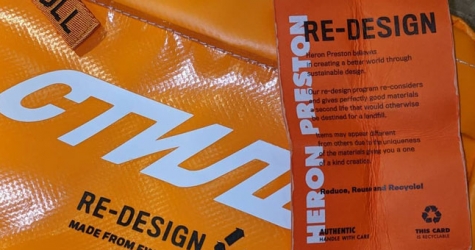 LL
СТИЛЬ
RE-DESIGN
MADE FROM
HERON PRESTON
RE-DESIGN
Heron Preston believes
in creating a better world through
sustainable design.
Our re-design program re-considers
and gives perfectly good materials
a second life that would otherwise
be destined for a landfill.
Items may appear different
from others due to the uniqueness
of the materials giving you a one
of a kind creation.
Reduce, Reuse and Recycle!
AUTHENTIC
HANDLE WITH CARE
THIS CARD
IS RECYCLABLE